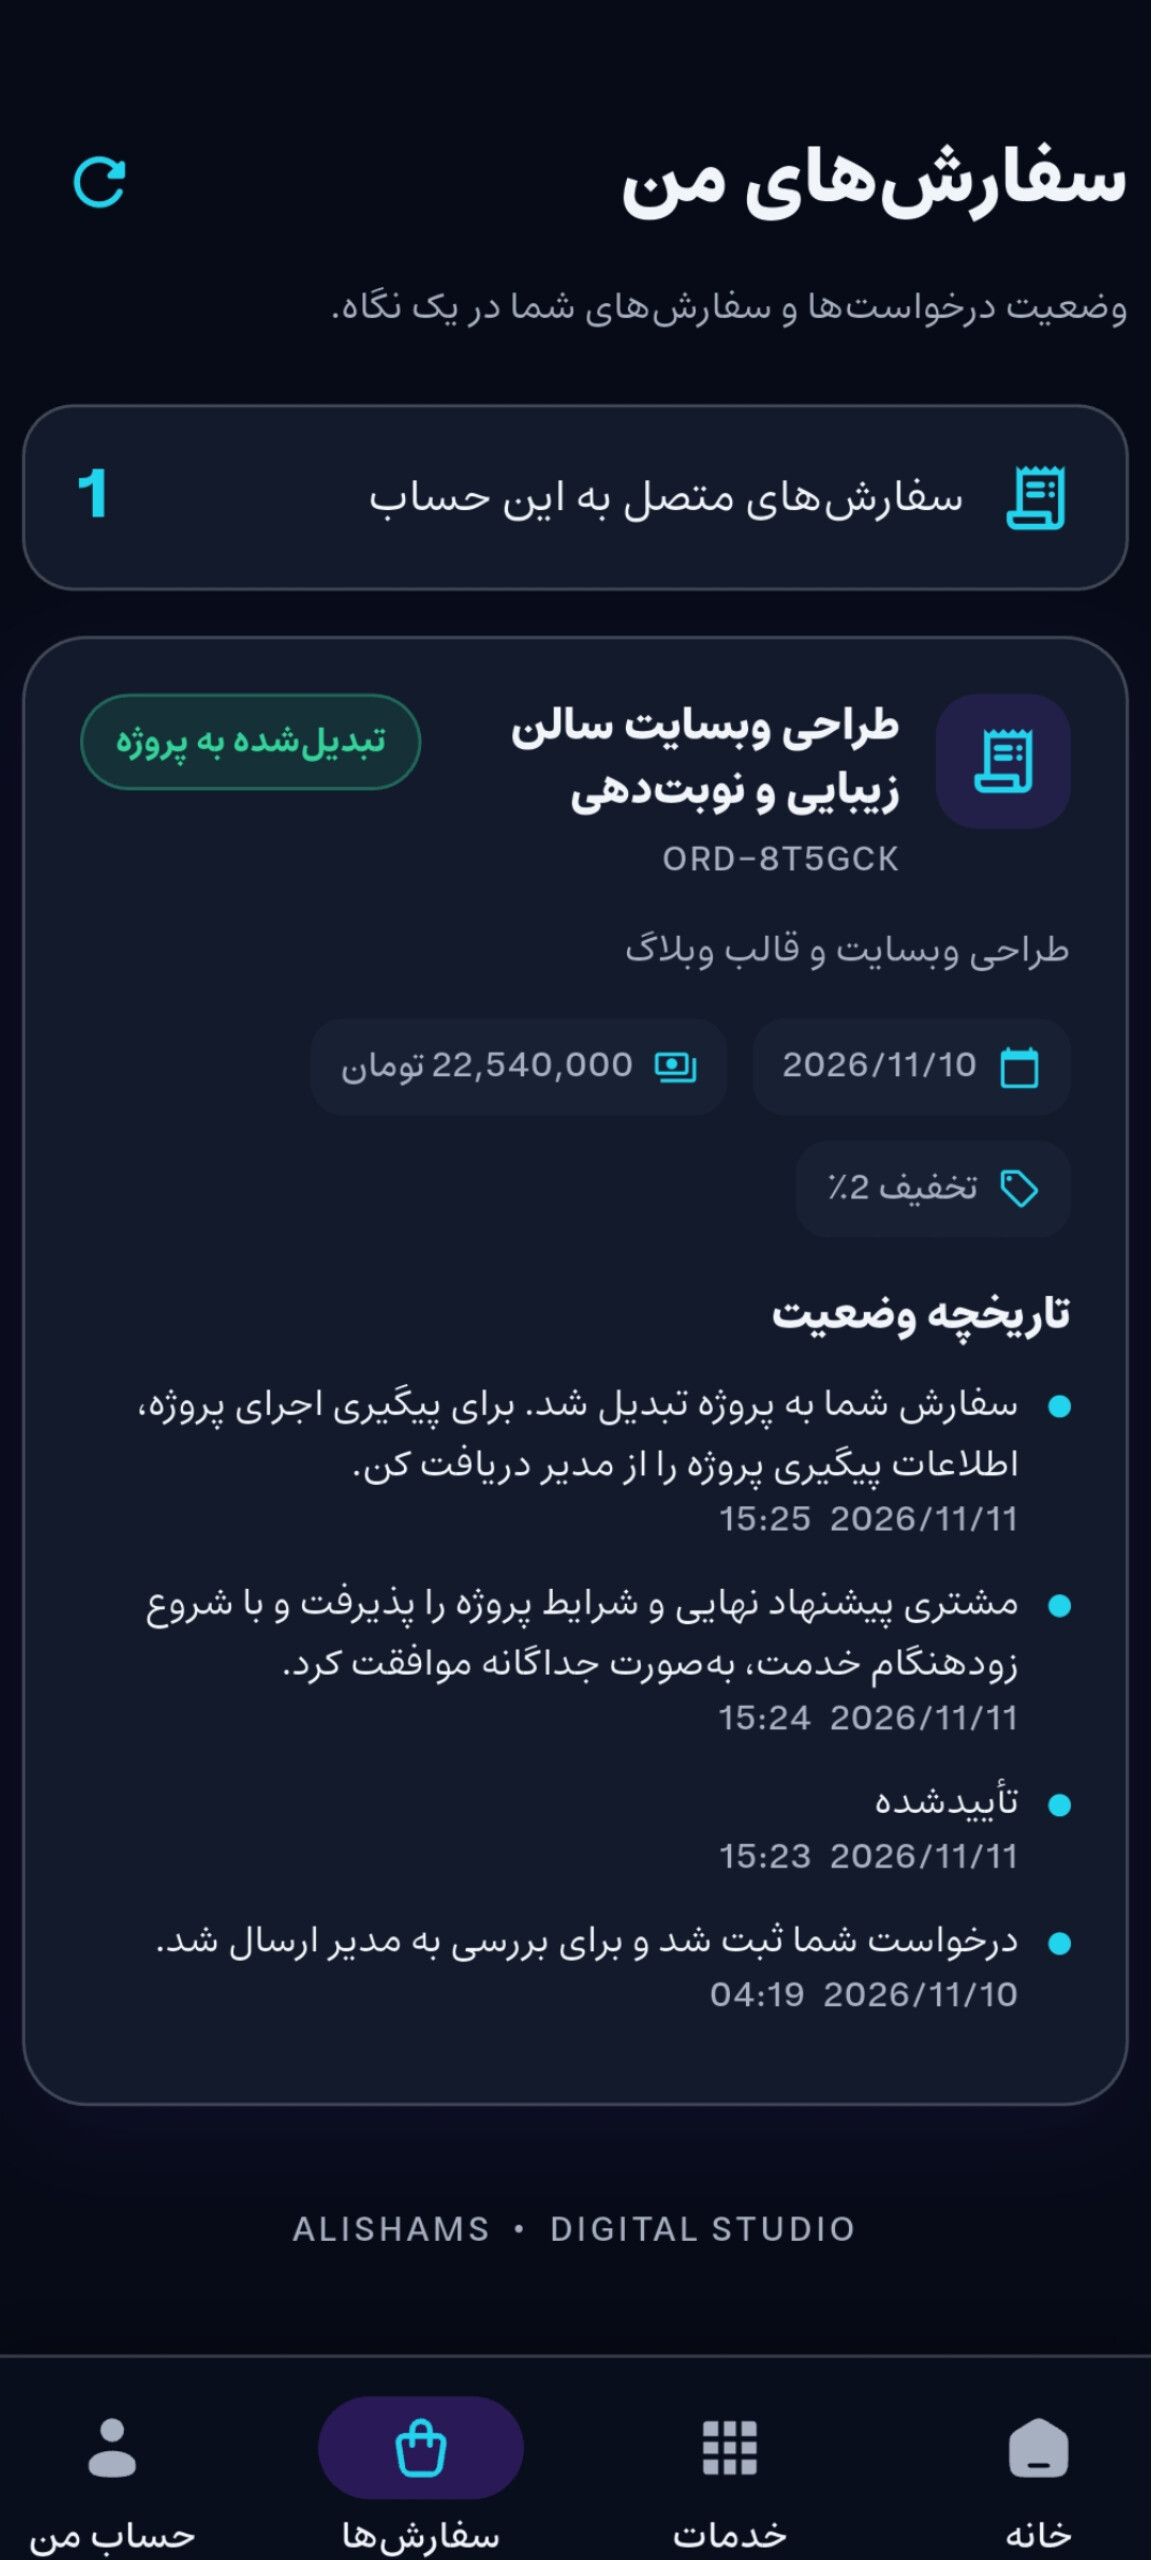 سفارش‌های من
وضعیت درخواست‌ها و سفارش‌های شما در یک نگاه.
سفارش‌های متصل به این حساب
1
طراحی وبسایت سالن
زیبایی و نوبت‌دهی
تبدیل‌شده به پروژه
ORD-8T5GCK
طراحی وبسایت و قالب وبلاگ
2026/11/10
22,540,000 تومان
تخفیف 2٪
تاریخچه وضعیت
سفارش شما به پروژه تبدیل شد. برای پیگیری اجرای پروژه،
اطلاعات پیگیری پروژه را از مدیر دریافت کن.
2026/11/11 15:25
مشتری پیشنهاد نهایی و شرایط پروژه را پذیرفت و با شروع
زودهنگام خدمت، به‌صورت جداگانه موافقت کرد.
2026/11/11 15:24
تأییدشده
2026/11/11 15:23
درخواست شما ثبت شد و برای بررسی به مدیر ارسال شد.
2026/11/10 04:19
ALISHAMS • DIGITAL STUDIO
خانه
خدمات
سفارش‌ها
حساب من